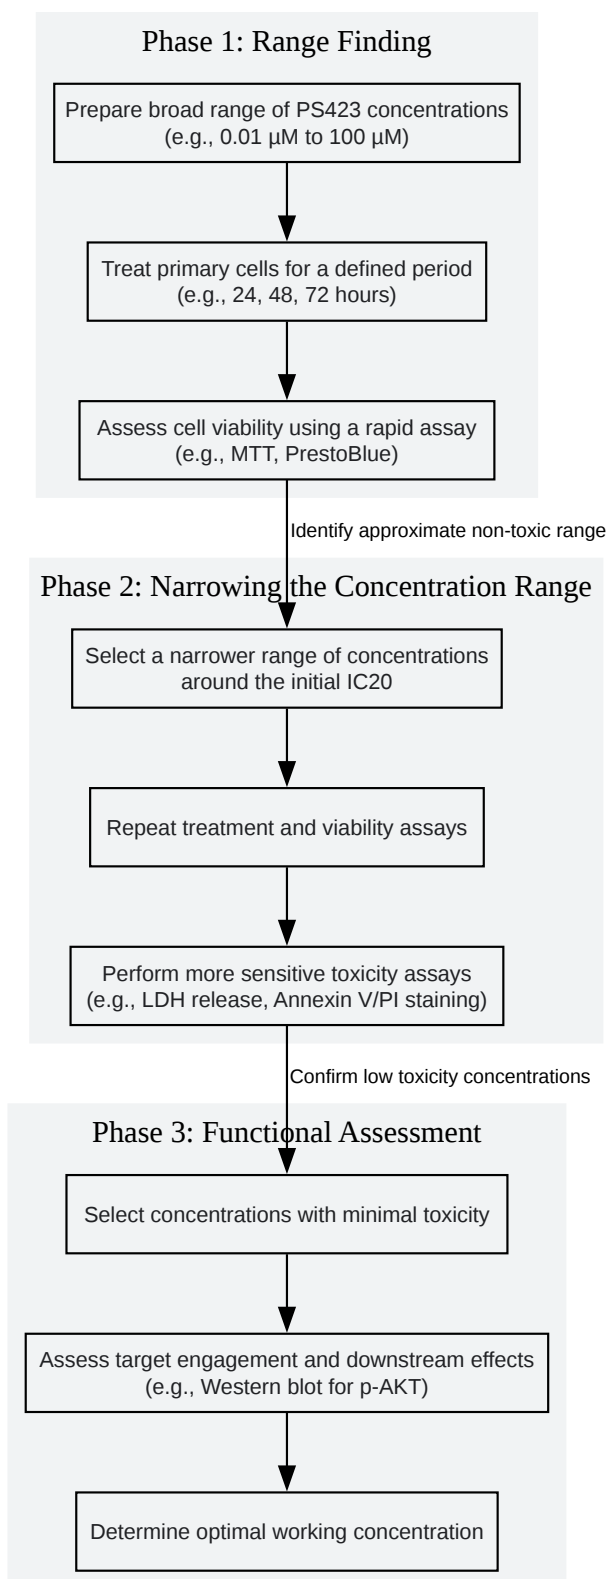 Phase 1: Range Finding
Prepare broad range of PS423 concentrations
(e.g., 0.01 µM to 100 µM)
Treat primary cells for a defined period
(e.g., 24, 48, 72 hours)
Assess cell viability using a rapid assay
(e.g., MTT, PrestoBlue)
Identify approximate non-toxic range
Phase 2: Narrowing the Concentration Range
Select a narrower range of concentrations
around the initial IC20
Repeat treatment and viability assays
Perform more sensitive toxicity assays
(e.g., LDH release, Annexin V/PI staining)
Confirm low toxicity concentrations
Phase 3: Functional Assessment
Select concentrations with minimal toxicity
Assess target engagement and downstream effects
(e.g., Western blot for p-AKT)
Determine optimal working concentration